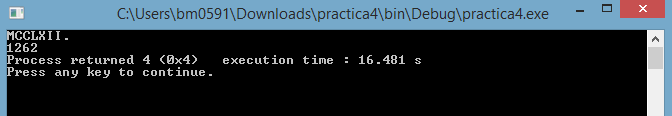 C:\Users\bm0591\Downloads\practica4\bin\Debug\practica4.exe
MCCLXII.
1262
Process returned 4 (0x4)   execution time : 16.481 s
Press any key to continue.